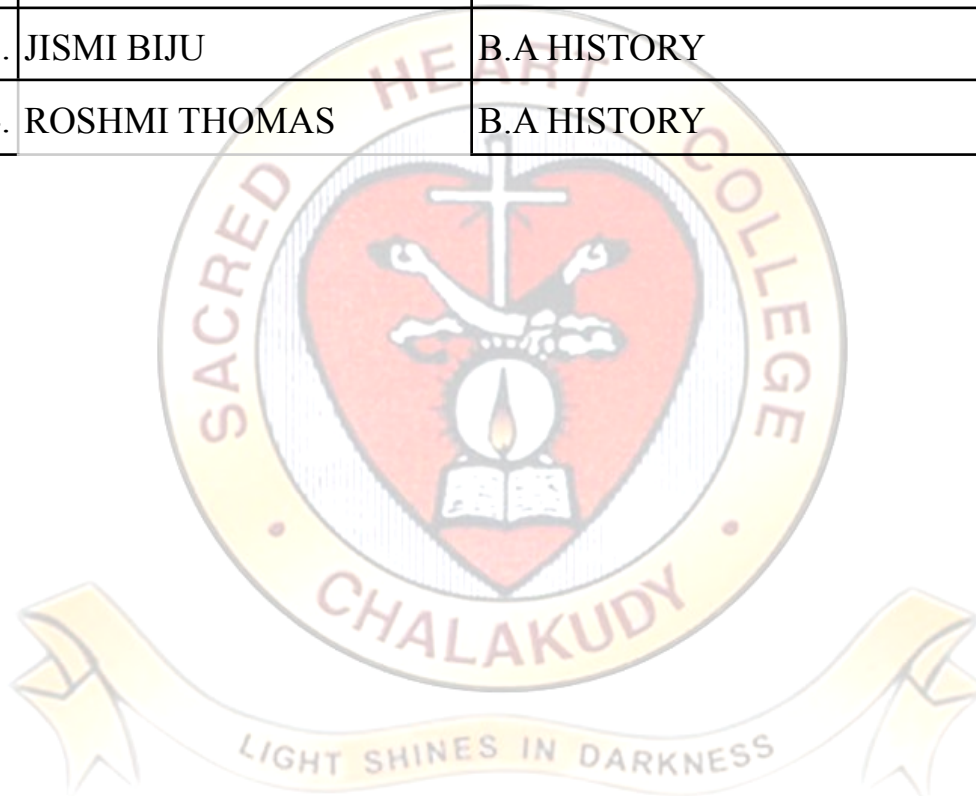 . JISMI BIJU B.A HISTORY
. ROSHMI THOMAS B.A HISTORY
SACRED HEART COLLEGE
CHALAKUDY
LIGHT SHINES IN DARKNESS